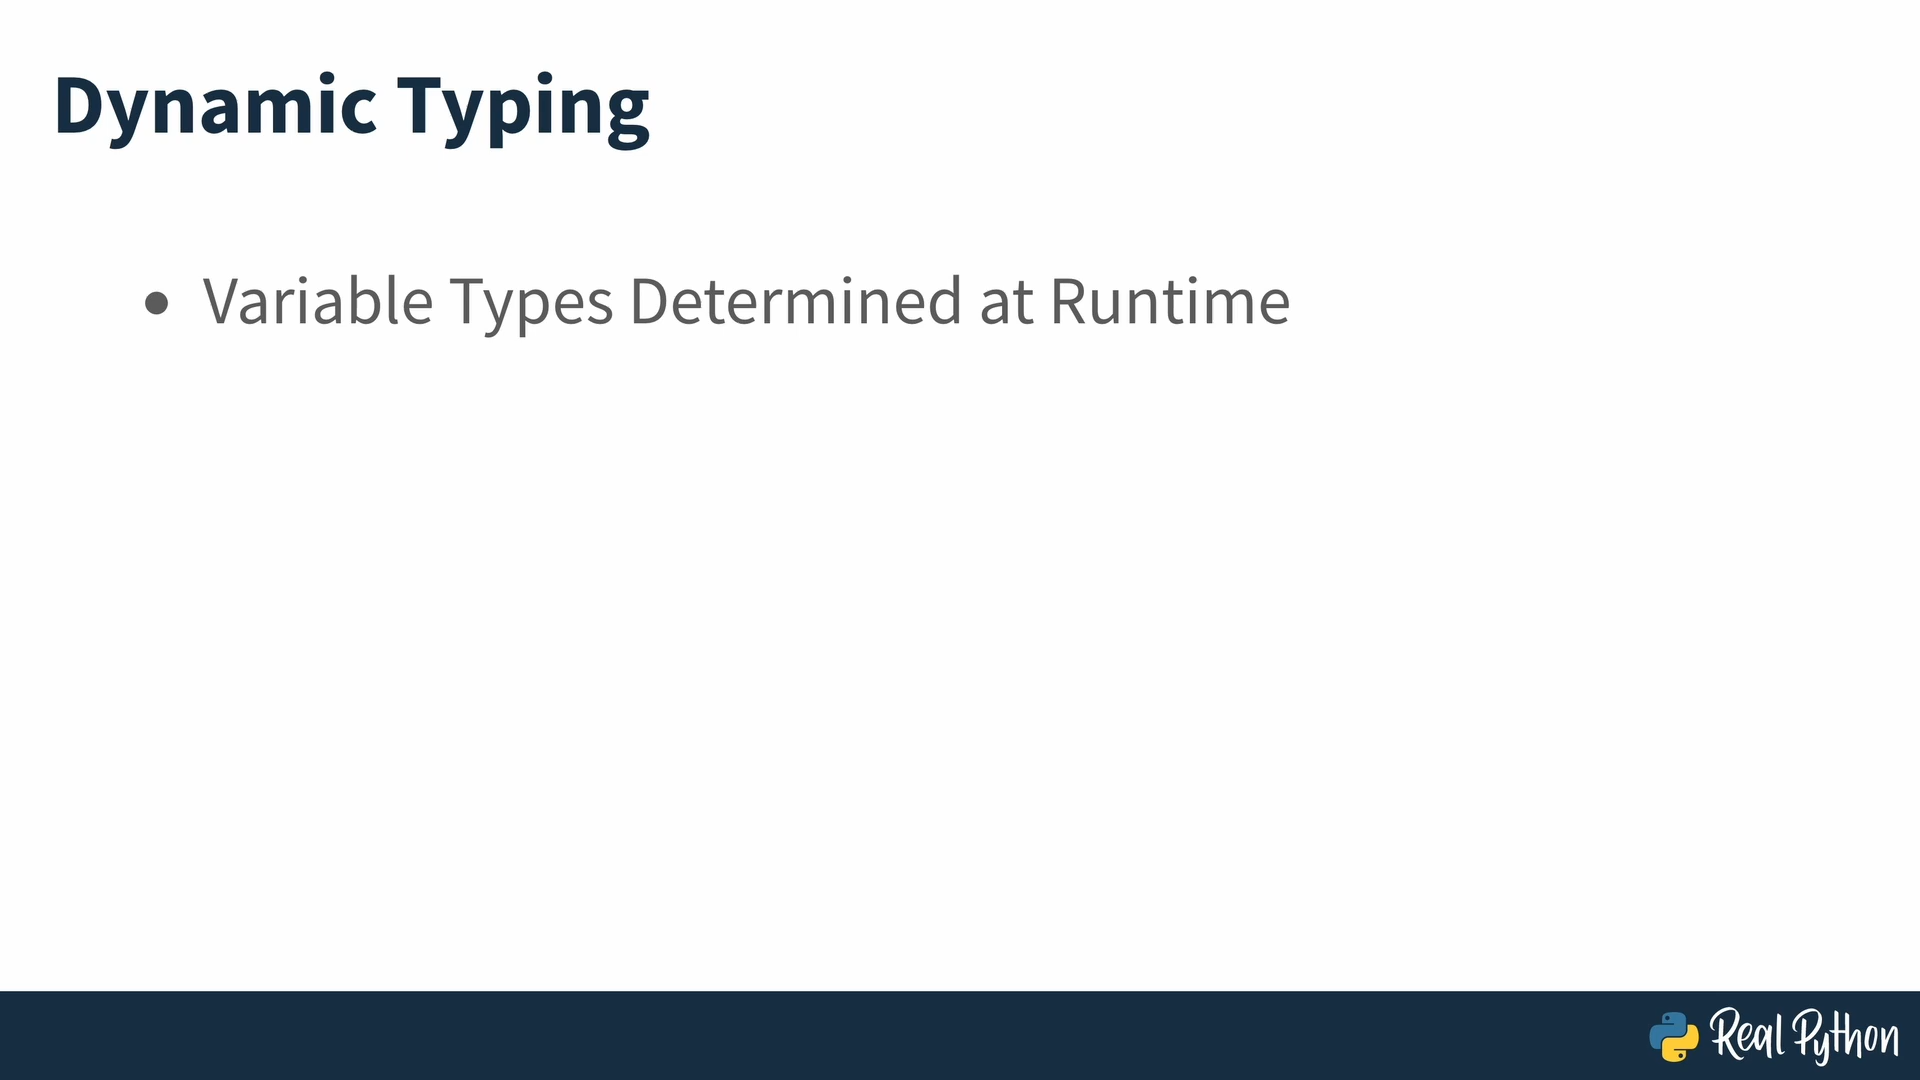 Dynamic Typing
• Variable Types Determined at Runtime
Real Python